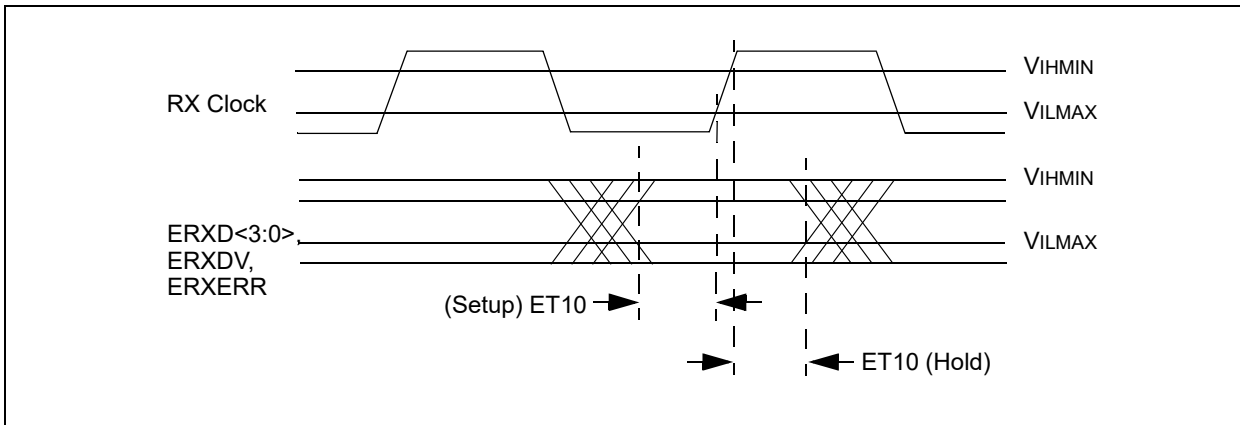 VIHMIN
RX Clock
VILMAX
VIHMIN
ERXD<3:0>,
ERXDV,
ERXERR
VILMAX
(Setup) ET10
ET10 (Hold)